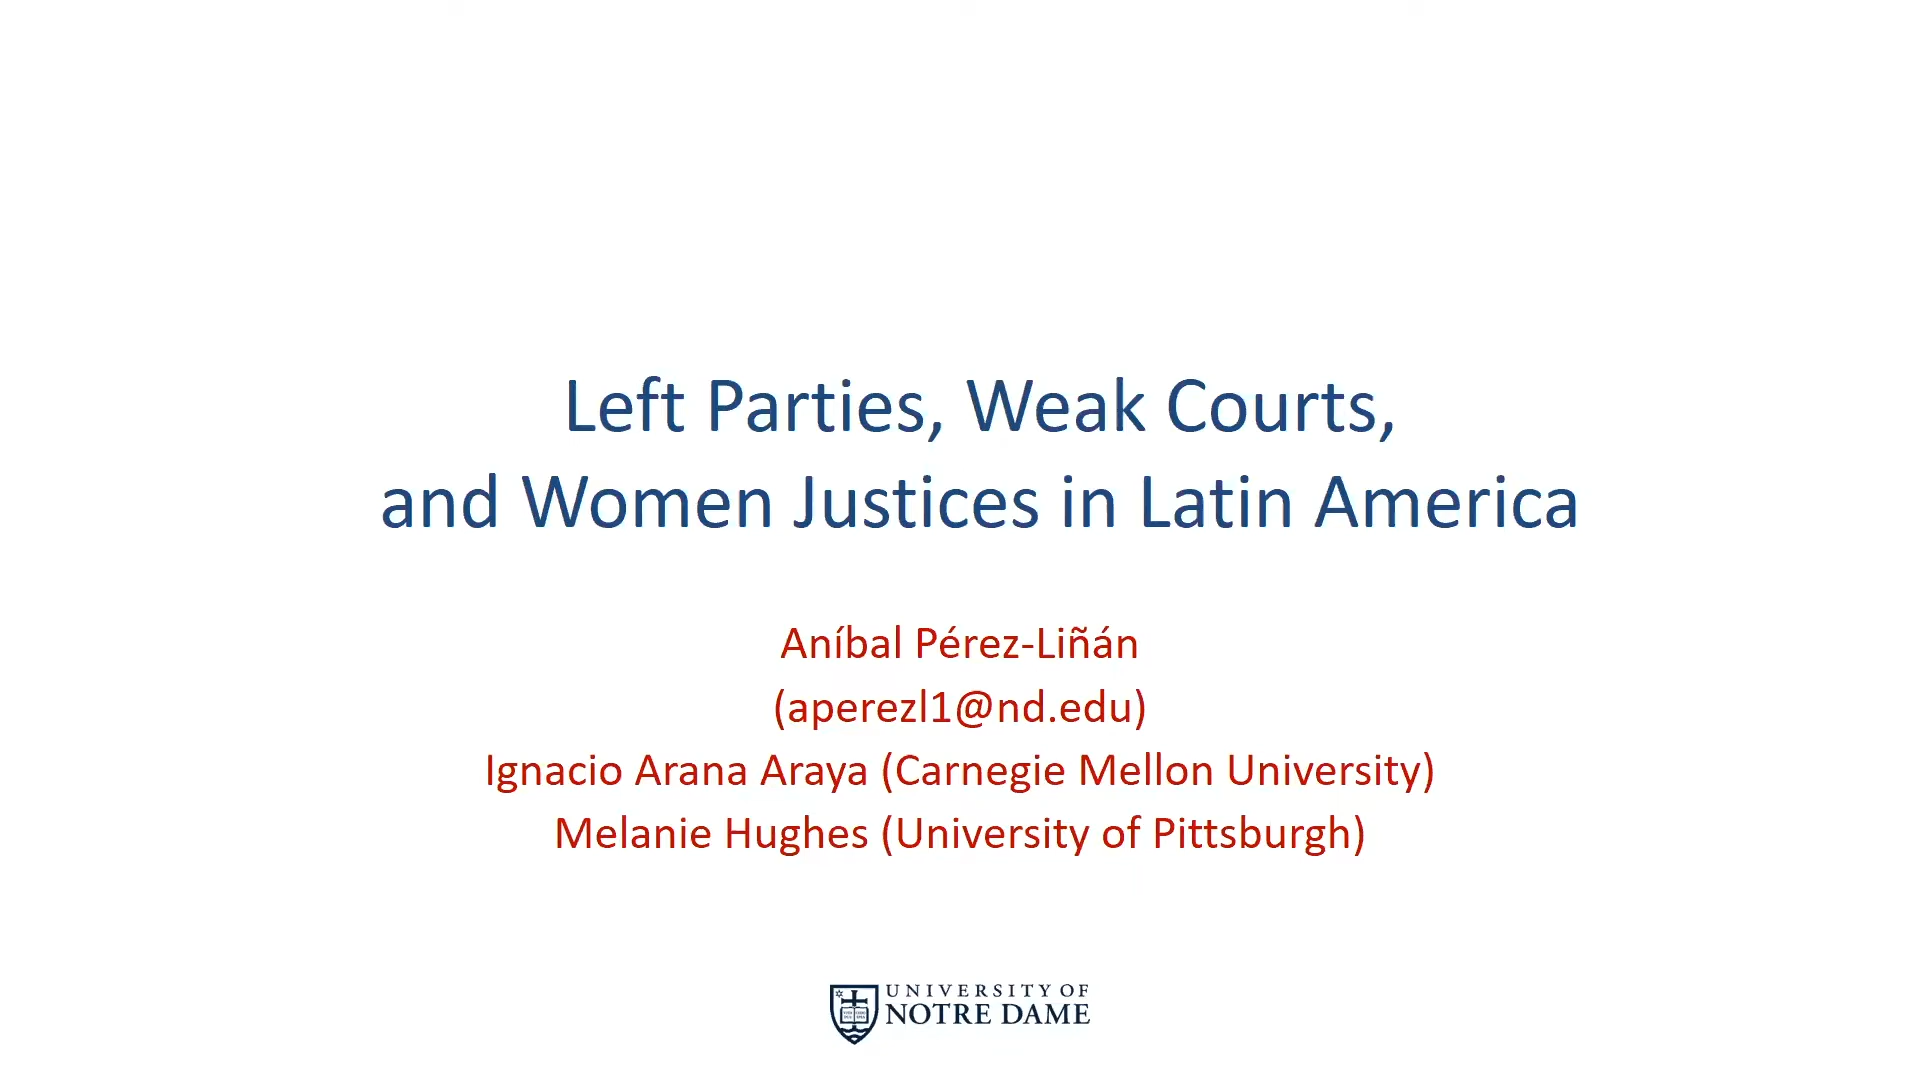 Left Parties, Weak Courts,
and Women Justices in Latin America
Aníbal Pérez-Liñán
(aperezl1@nd.edu)
Ignacio Arana Araya (Carnegie Mellon University)
Melanie Hughes (University of Pittsburgh)
UNIVERSITY OF
NOTRE DAME